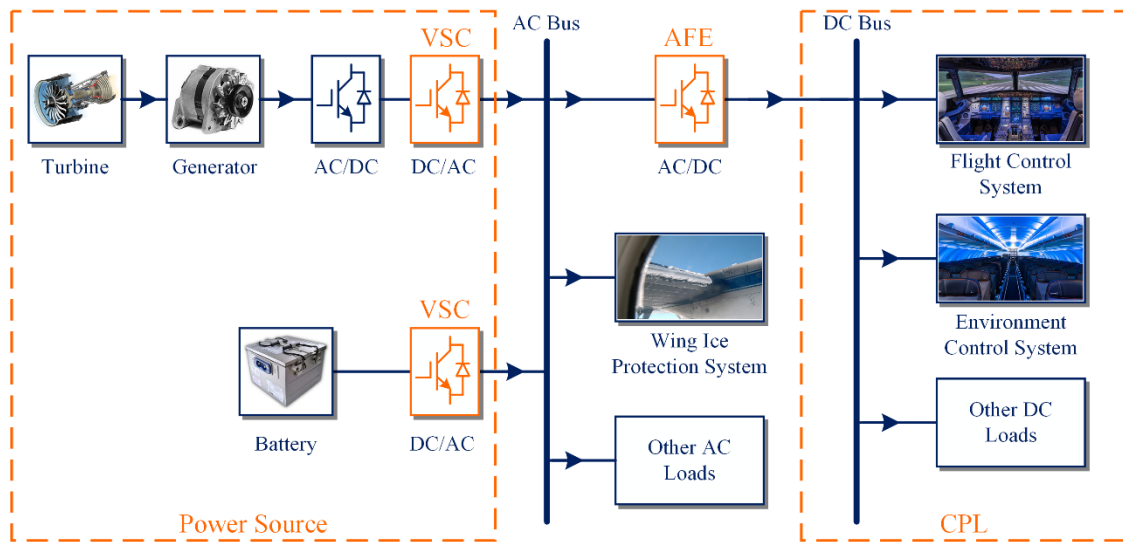 VSC
AC Bus
AFE
DC Bus
Turbine
Generator
AC/DC
DC/AC
AC/DC
Flight Control
System
VSC
Wing Ice
Protection System
Environment
Control System
Battery
DC/AC
Other AC
Loads
Other DC
Loads
Power Source
CPL